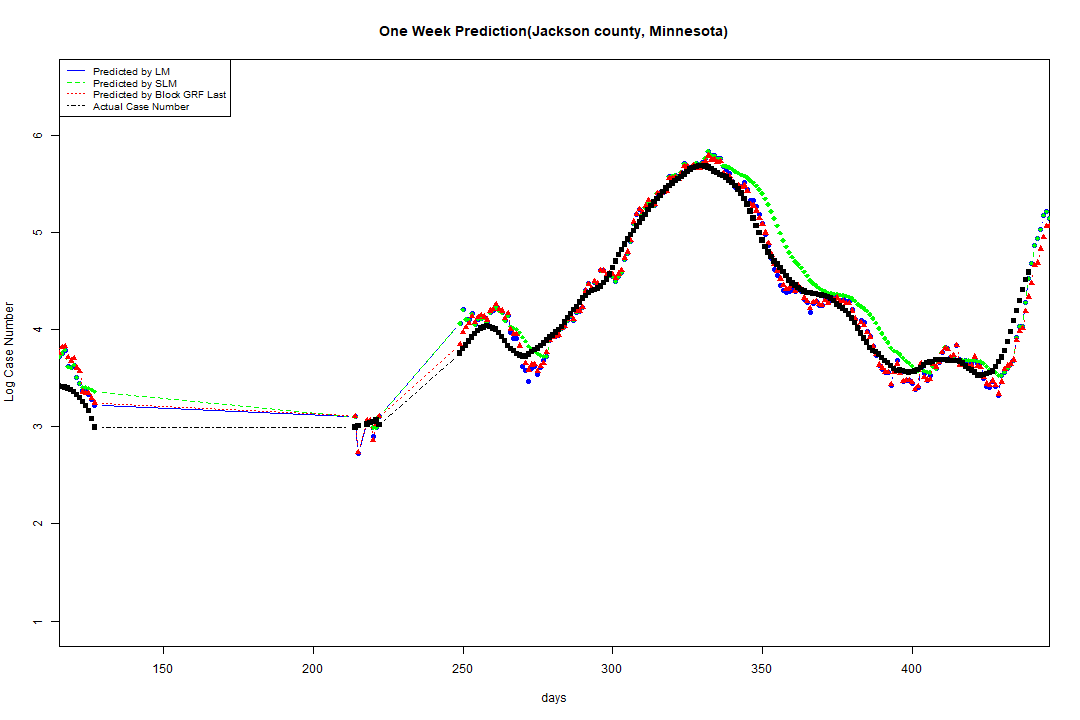 One Week Prediction(Jackson county, Minnesota)
Predicted by LM
Predicted by SLM
Predicted by Block GRF Last
Actual Case Number
6
5
4
3
2
1
Log Case Number
150 200 250 300 350 400
days